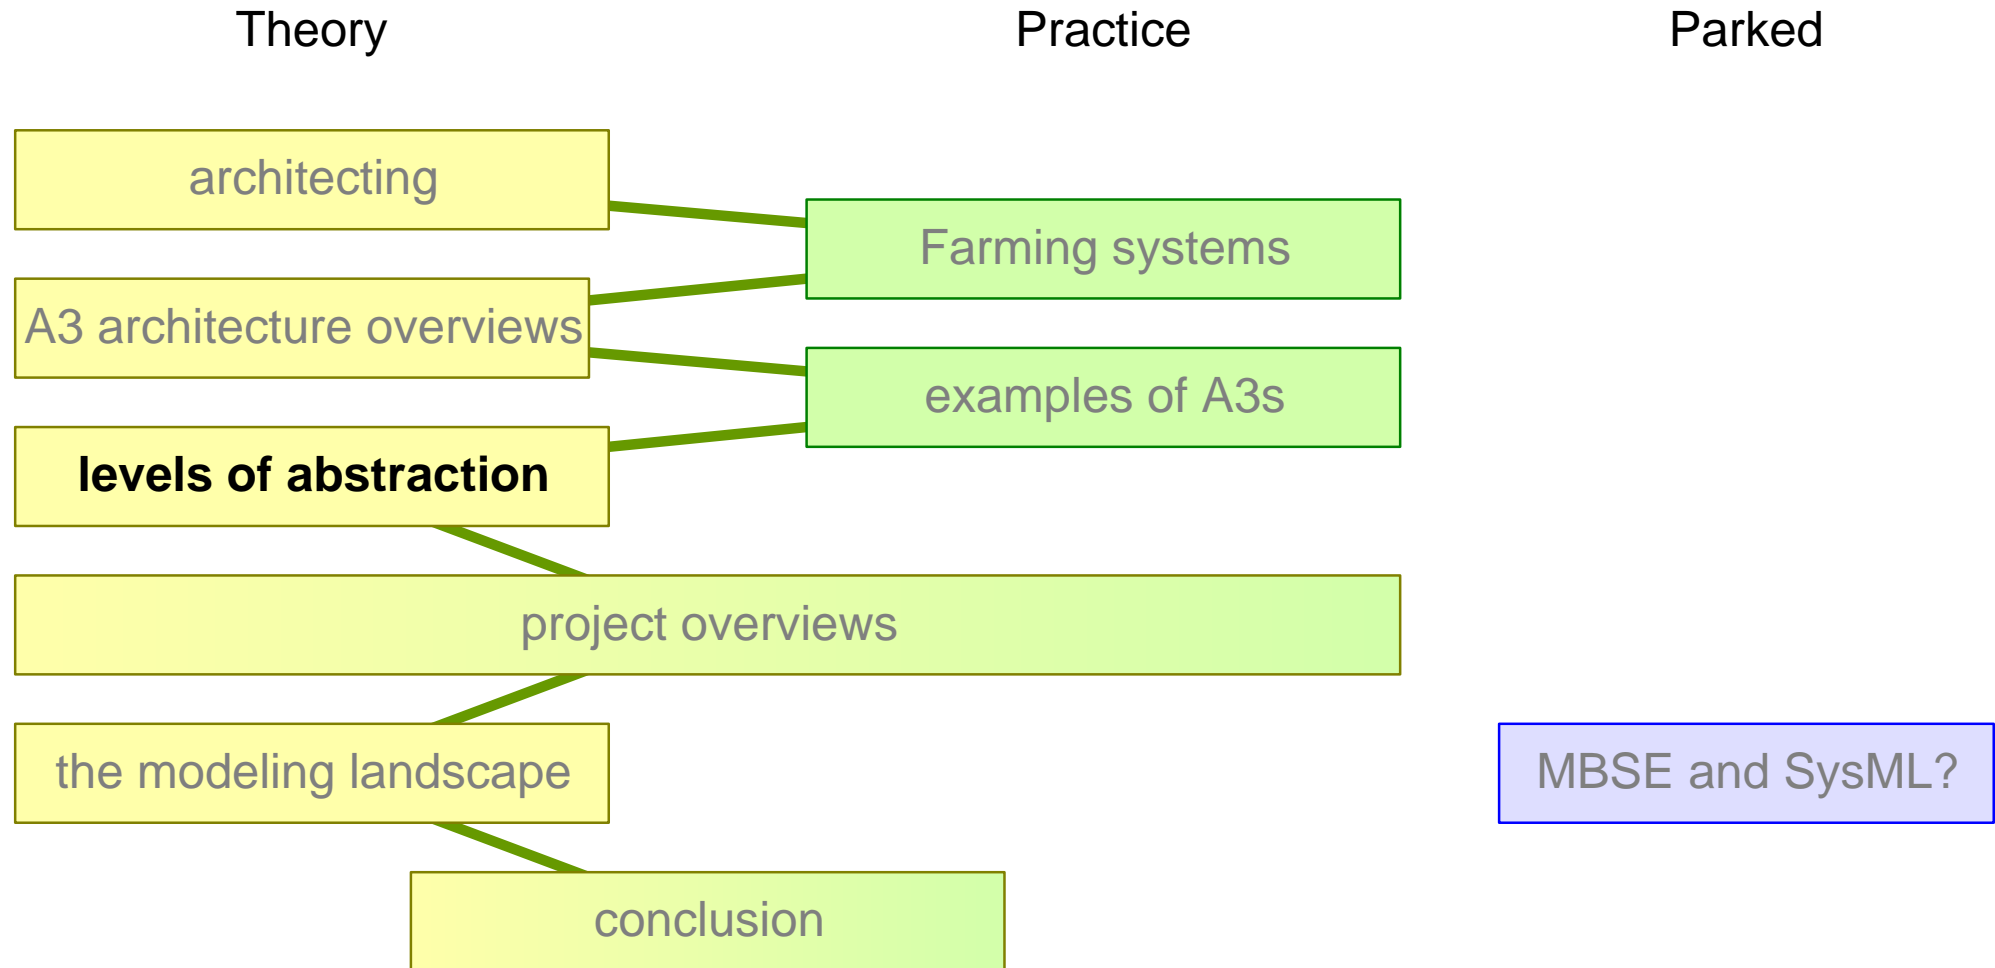 Theory
Practice
Parked
architecting
Farming systems
A3 architecture overviews
examples of A3s
levels of abstraction
project overviews
the modeling landscape
MBSE and SysML?
conclusion